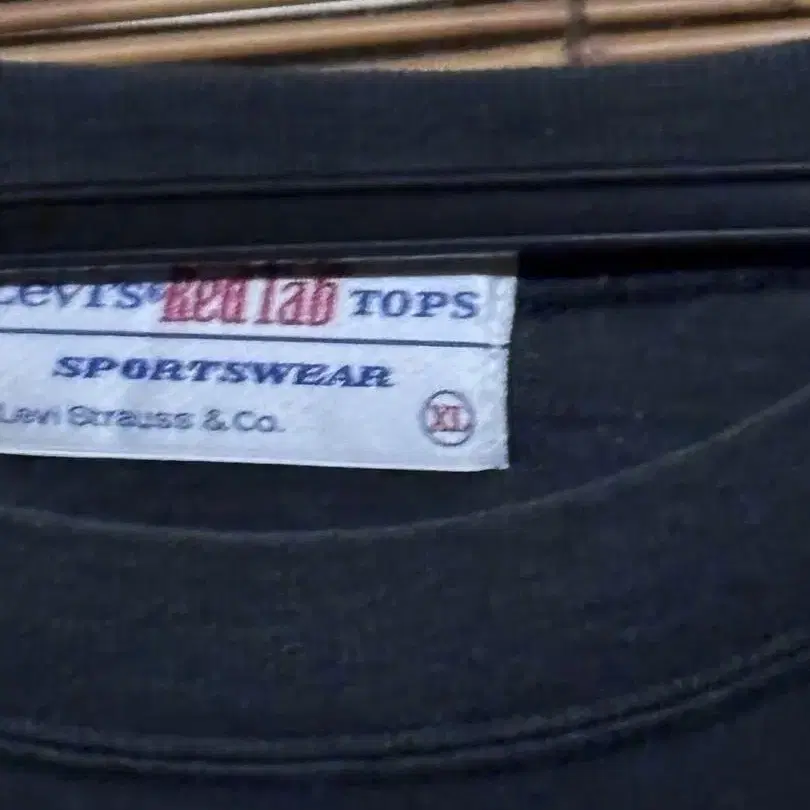 Levi's® Red Tab TOPS
SPORTSWEAR
Levi Strauss & Co.
XL